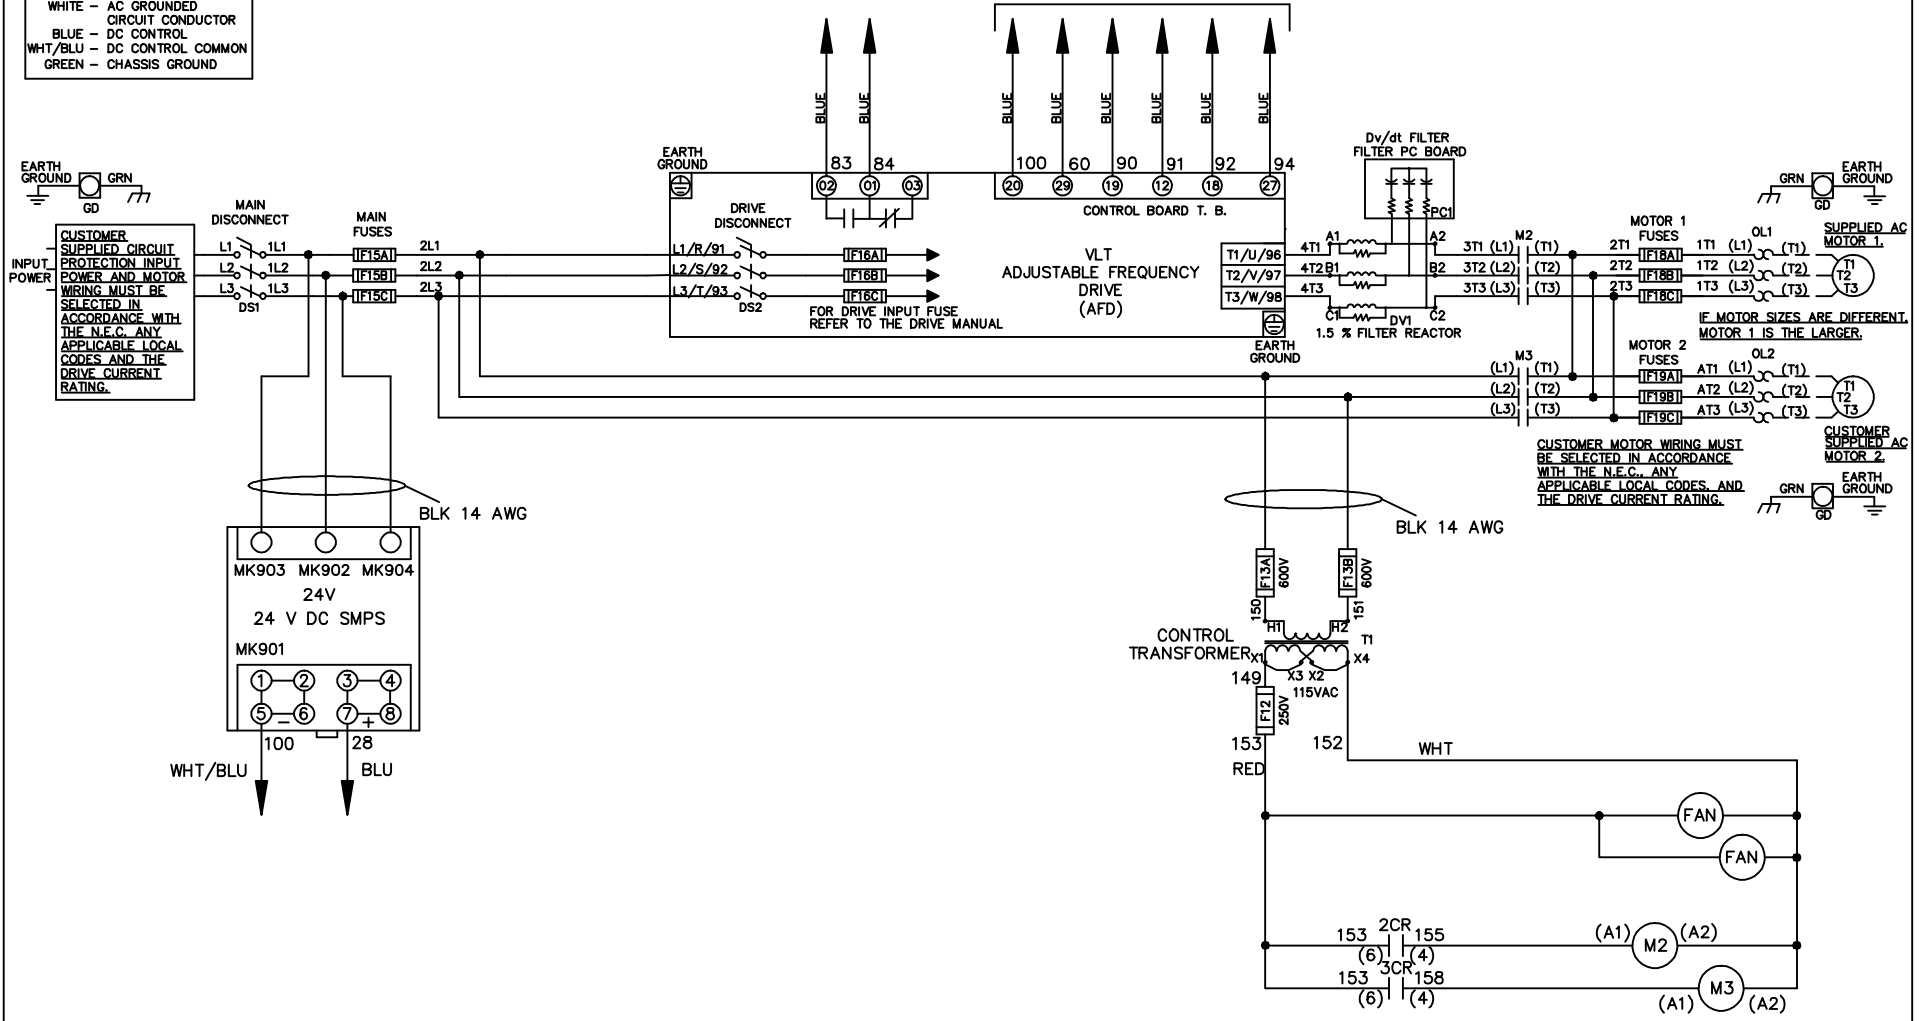 WHITE – AC GROUNDED
CIRCUIT CONDUCTOR
BLUE – DC CONTROL
WHT/BLU – DC CONTROL COMMON
GREEN – CHASSIS GROUND
BLUE
BLUE
BLUE
BLUE
BLUE
BLUE
BLUE
BLUE
EARTH
GROUND
GRN
GD
INPUT
POWER
CUSTOMER
SUPPLIED CIRCUIT
PROTECTION INPUT
POWER AND MOTOR
WIRING MUST BE
SELECTED IN
ACCORDANCE WITH
THE N.E.C. ANY
APPLICABLE LOCAL
CODES AND THE
DRIVE CURRENT
RATING.
MAIN
DISCONNECT
L1 1L1
L2 1L2
L3 1L3
DS1
MAIN
FUSES
F15A
F15B
F15C
2L1
2L2
2L3
EARTH
GROUND
83 84
02 01 03
100 60 90 91 92 94
20 29 19 12 18 27
CONTROL BOARD T. B.
DRIVE
DISCONNECT
L1/R/91
L2/S/92
L3/T/93
DS2
F16A
F16B
F16C
FOR DRIVE INPUT FUSE
REFER TO THE DRIVE MANUAL
VLT
ADJUSTABLE FREQUENCY
DRIVE
(AFD)
T1/U/96
T2/V/97
T3/W/98
EARTH
GROUND
Dv/dt FILTER
FILTER PC BOARD
PC1
4T1 A1 A2
4T2 B1 B2
4T3 C1 C2
DV1
1.5 % FILTER REACTOR
M2
3T1 (L1) (T1)
3T2 (L2) (T2)
3T3 (L3) (T3)
MOTOR 1
FUSES
2T1 F18A 1T1 (L1) (T1)
2T2 F18B 1T2 (L2) (T2)
2T3 F18C 1T3 (L3) (T3)
OL1
GRN
GD
EARTH
GROUND
SUPPLIED AC
MOTOR 1.
T1
T2
T3
IF MOTOR SIZES ARE DIFFERENT,
MOTOR 1 IS THE LARGER.
M3
(L1) (T1)
(L2) (T2)
(L3) (T3)
MOTOR 2
FUSES
F19A AT1 (L1) (T1)
F19B AT2 (L2) (T2)
F19C AT3 (L3) (T3)
OL2
T1
T2
T3
CUSTOMER
SUPPLIED AC
MOTOR 2.
CUSTOMER MOTOR WIRING MUST
BE SELECTED IN ACCORDANCE
WITH THE N.E.C., ANY
APPLICABLE LOCAL CODES, AND
THE DRIVE CURRENT RATING.
GRN
GD
EARTH
GROUND
BLK 14 AWG
MK903 MK902 MK904
24V
24 V DC SMPS
MK901
1 2 3 4
5 – 6 7 + 8
100 28
WHT/BLU BLU
BLK 14 AWG
F13A 600V
F13B 600V
150 151
H1 H2
T1
CONTROL
TRANSFORMER
X1 X4
X3 X2
149
115VAC
F12 250V
153 152
RED
WHT
FAN
FAN
2CR
153 155
(6) (4)
(A1) M2 (A2)
3CR
153 158
(6) (4)
(A1) M3 (A2)